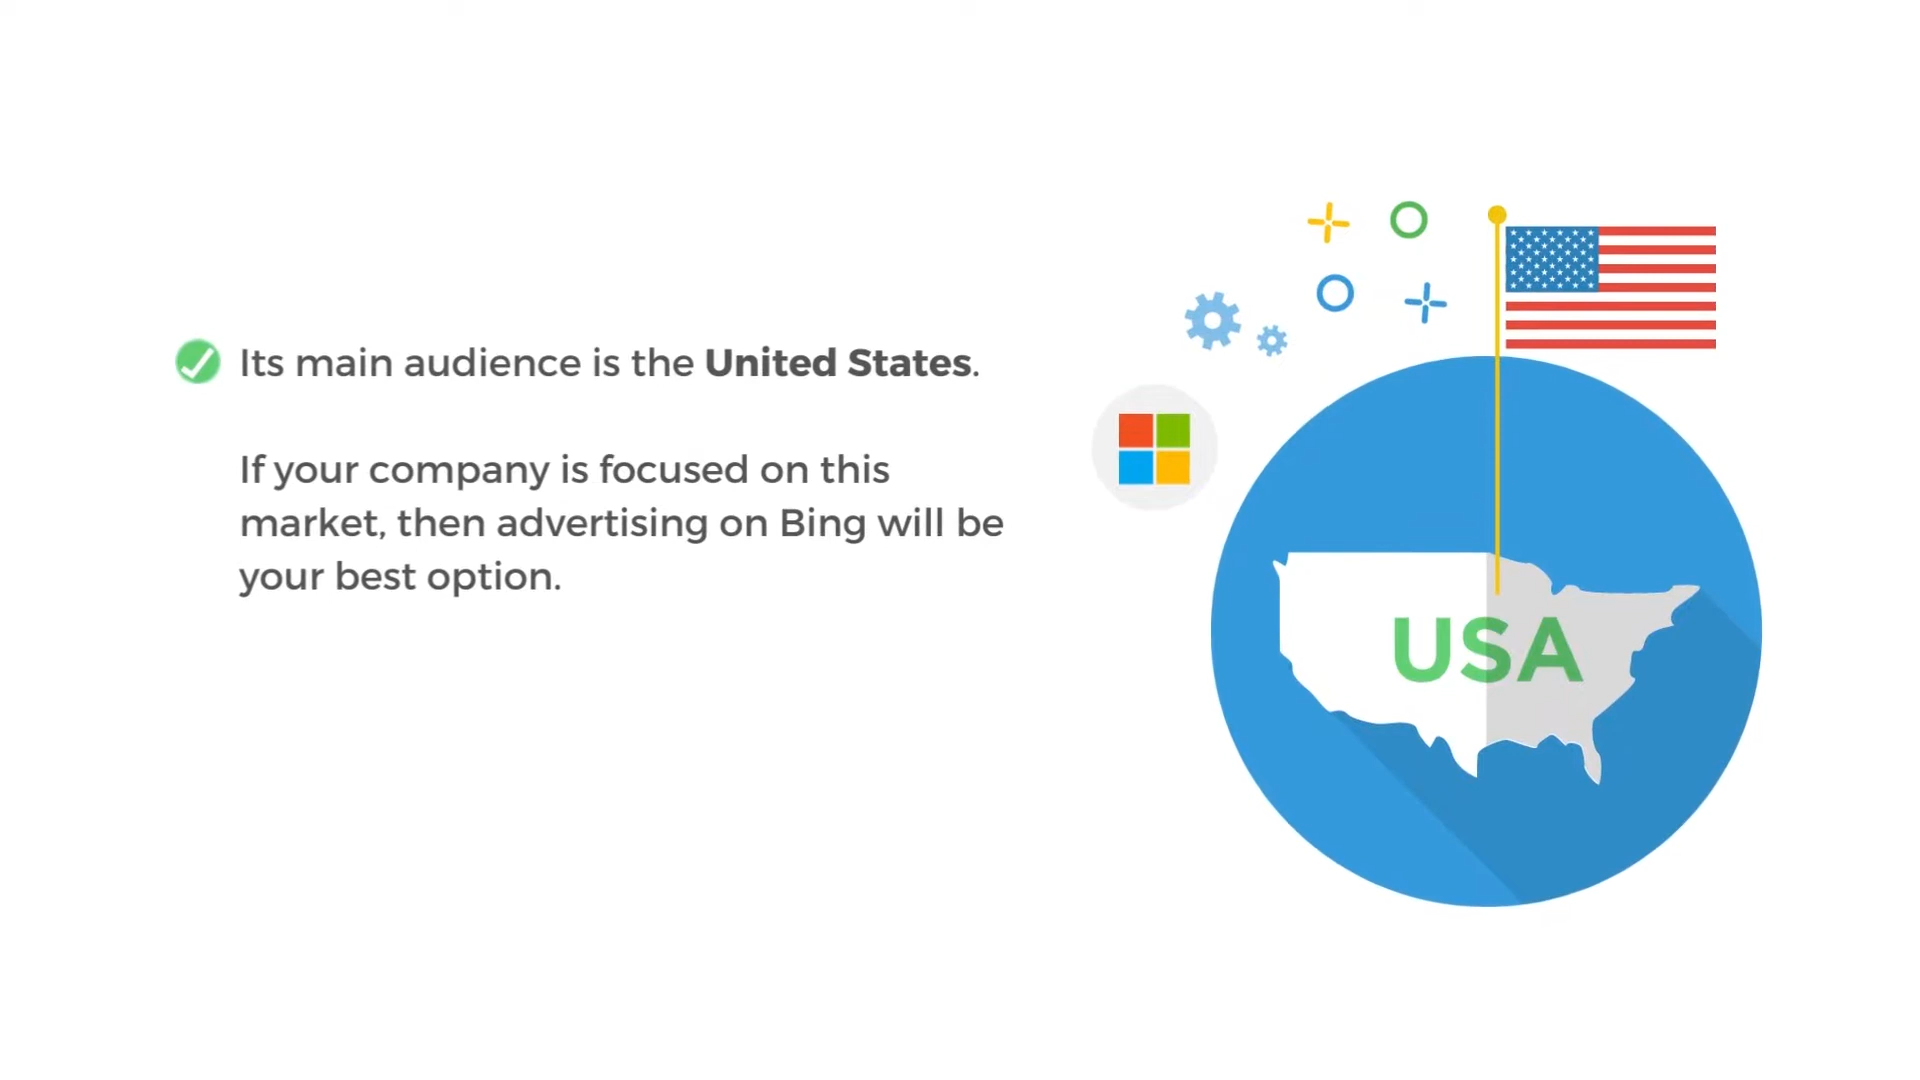 Its main audience is the United States.
If your company is focused on this
market, then advertising on Bing will be
your best option.
USA